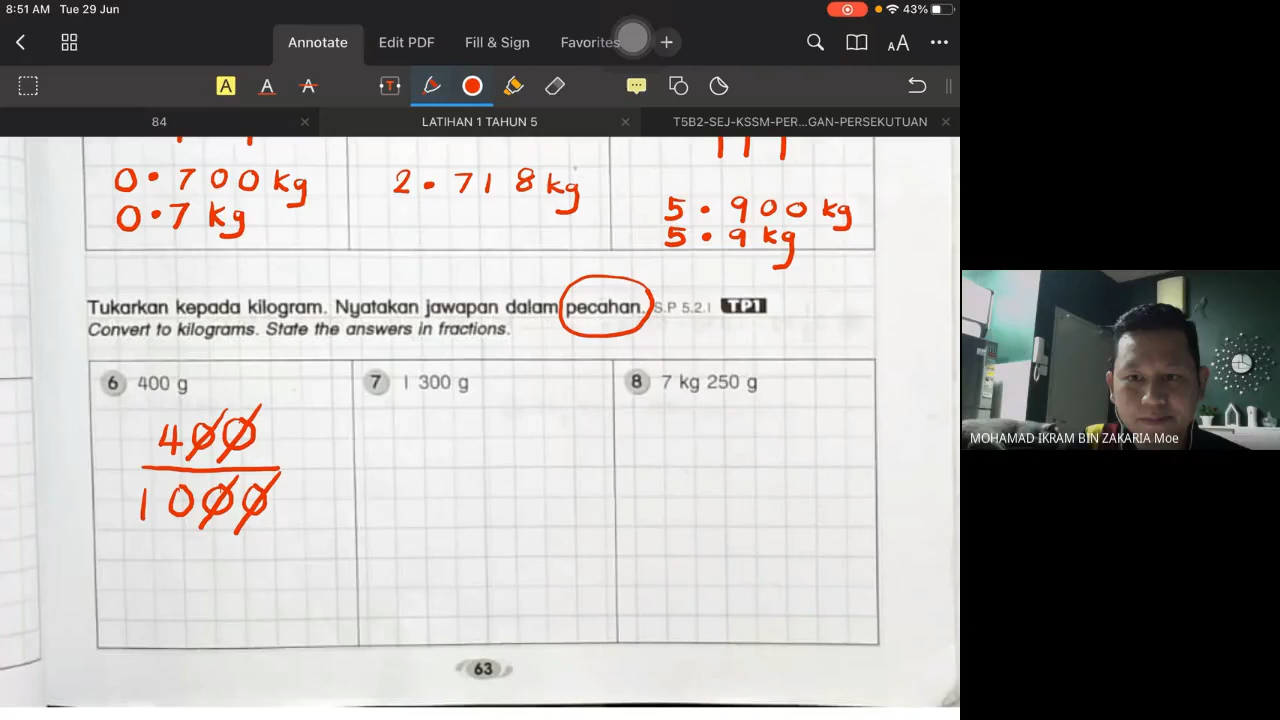 8:51 AM Tue 29 Jun
43%
Annotate Edit PDF Fill & Sign Favorites
84 LATIHAN 1 TAHUN 5 T5B2-SEJ-KSSM-PER...GAN-PERSEKUTUAN
0.700 kg
0.7 kg
2.718 kg
5.900 kg
5.9 kg
Tukarkan kepada kilogram. Nyatakan jawapan dalam pecahan. S.P 5.2.1 TP1
Convert to kilograms. State the answers in fractions.
6 400 g
400
1000
7 1 300 g
8 7 kg 250 g
63
MOHAMAD IKRAM BIN ZAKARIA Moe